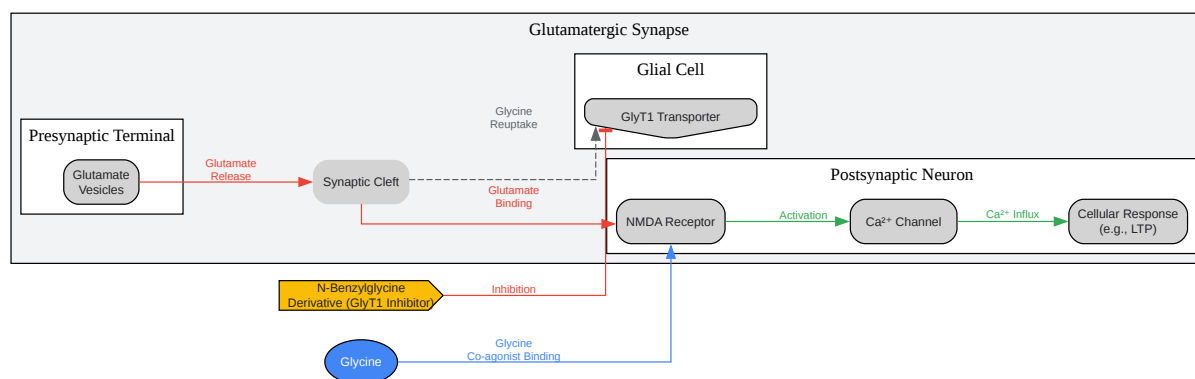 Glutamatergic Synapse
Glial Cell
GlyT1 Transporter
Glycine
Reuptake
Presynaptic Terminal
Glutamate
Vesicles
Glutamate
Release
Synaptic Cleft
Glutamate
Binding
Postsynaptic Neuron
NMDA Receptor
Activation
Ca²⁺ Channel
Ca²⁺ Influx
Cellular Response
(e.g., LTP)
N-Benzylglycine
Derivative (GlyT1 Inhibitor)
Inhibition
Glycine
Glycine
Co-agonist Binding